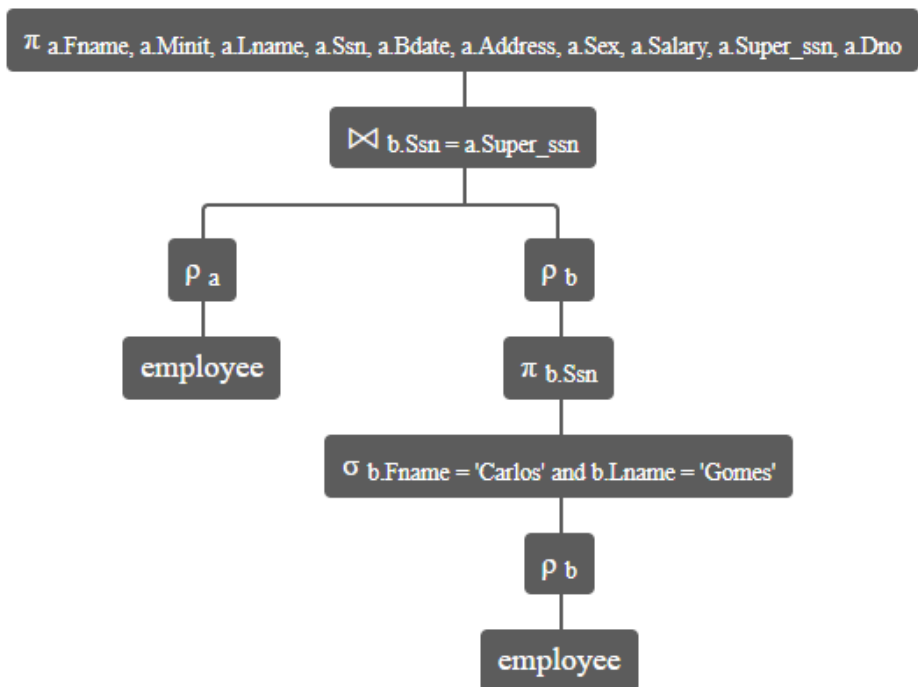 π a.Fname, a.Minit, a.Lname, a.Ssn, a.Bdate, a.Address, a.Sex, a.Salary, a.Super_ssn, a.Dno
⋈ b.Ssn = a.Super_ssn
ρ a
ρ b
employee
π b.Ssn
σ b.Fname = 'Carlos' and b.Lname = 'Gomes'
ρ b
employee